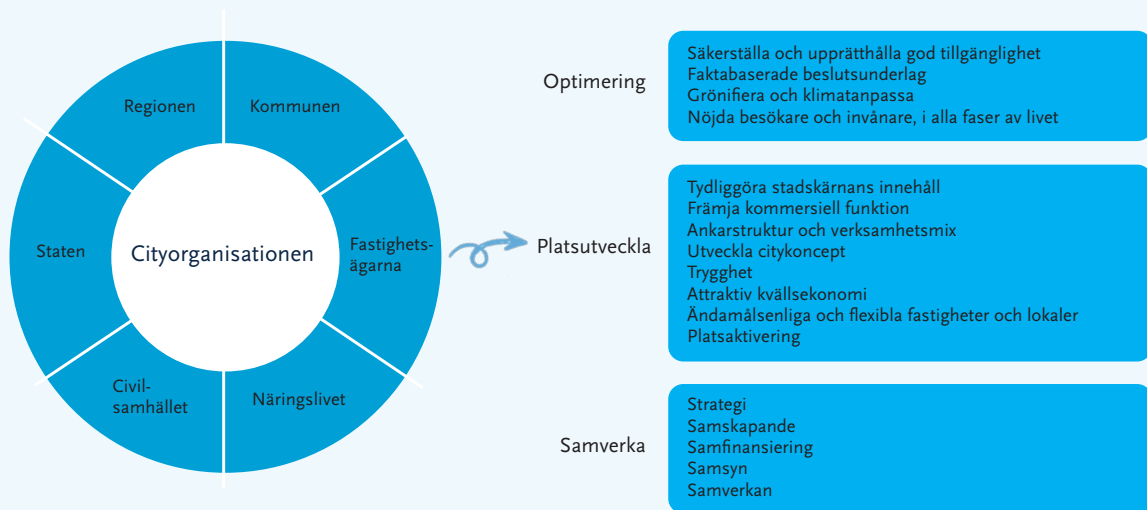 Regionen
Kommunen
Staten
Cityorganisationen
Fastighets-
ägarna
Civil-
samhället
Näringslivet
Optimering
Säkerställa och upprätthålla god tillgänglighet
Faktabaserade beslutsunderlag
Grönifiera och klimatanpassa
Nöjda besökare och invånare, i alla faser av livet
Platsutveckla
Tydliggöra stadskärnans innehåll
Främja kommersiell funktion
Ankarstruktur och verksamhetsmix
Utveckla citykoncept
Trygghet
Attraktiv kvällsekonomi
Ändamålsenliga och flexibla fastigheter och lokaler
Platsaktivering
Samverka
Strategi
Samskapande
Samfinansiering
Samsyn
Samverkan